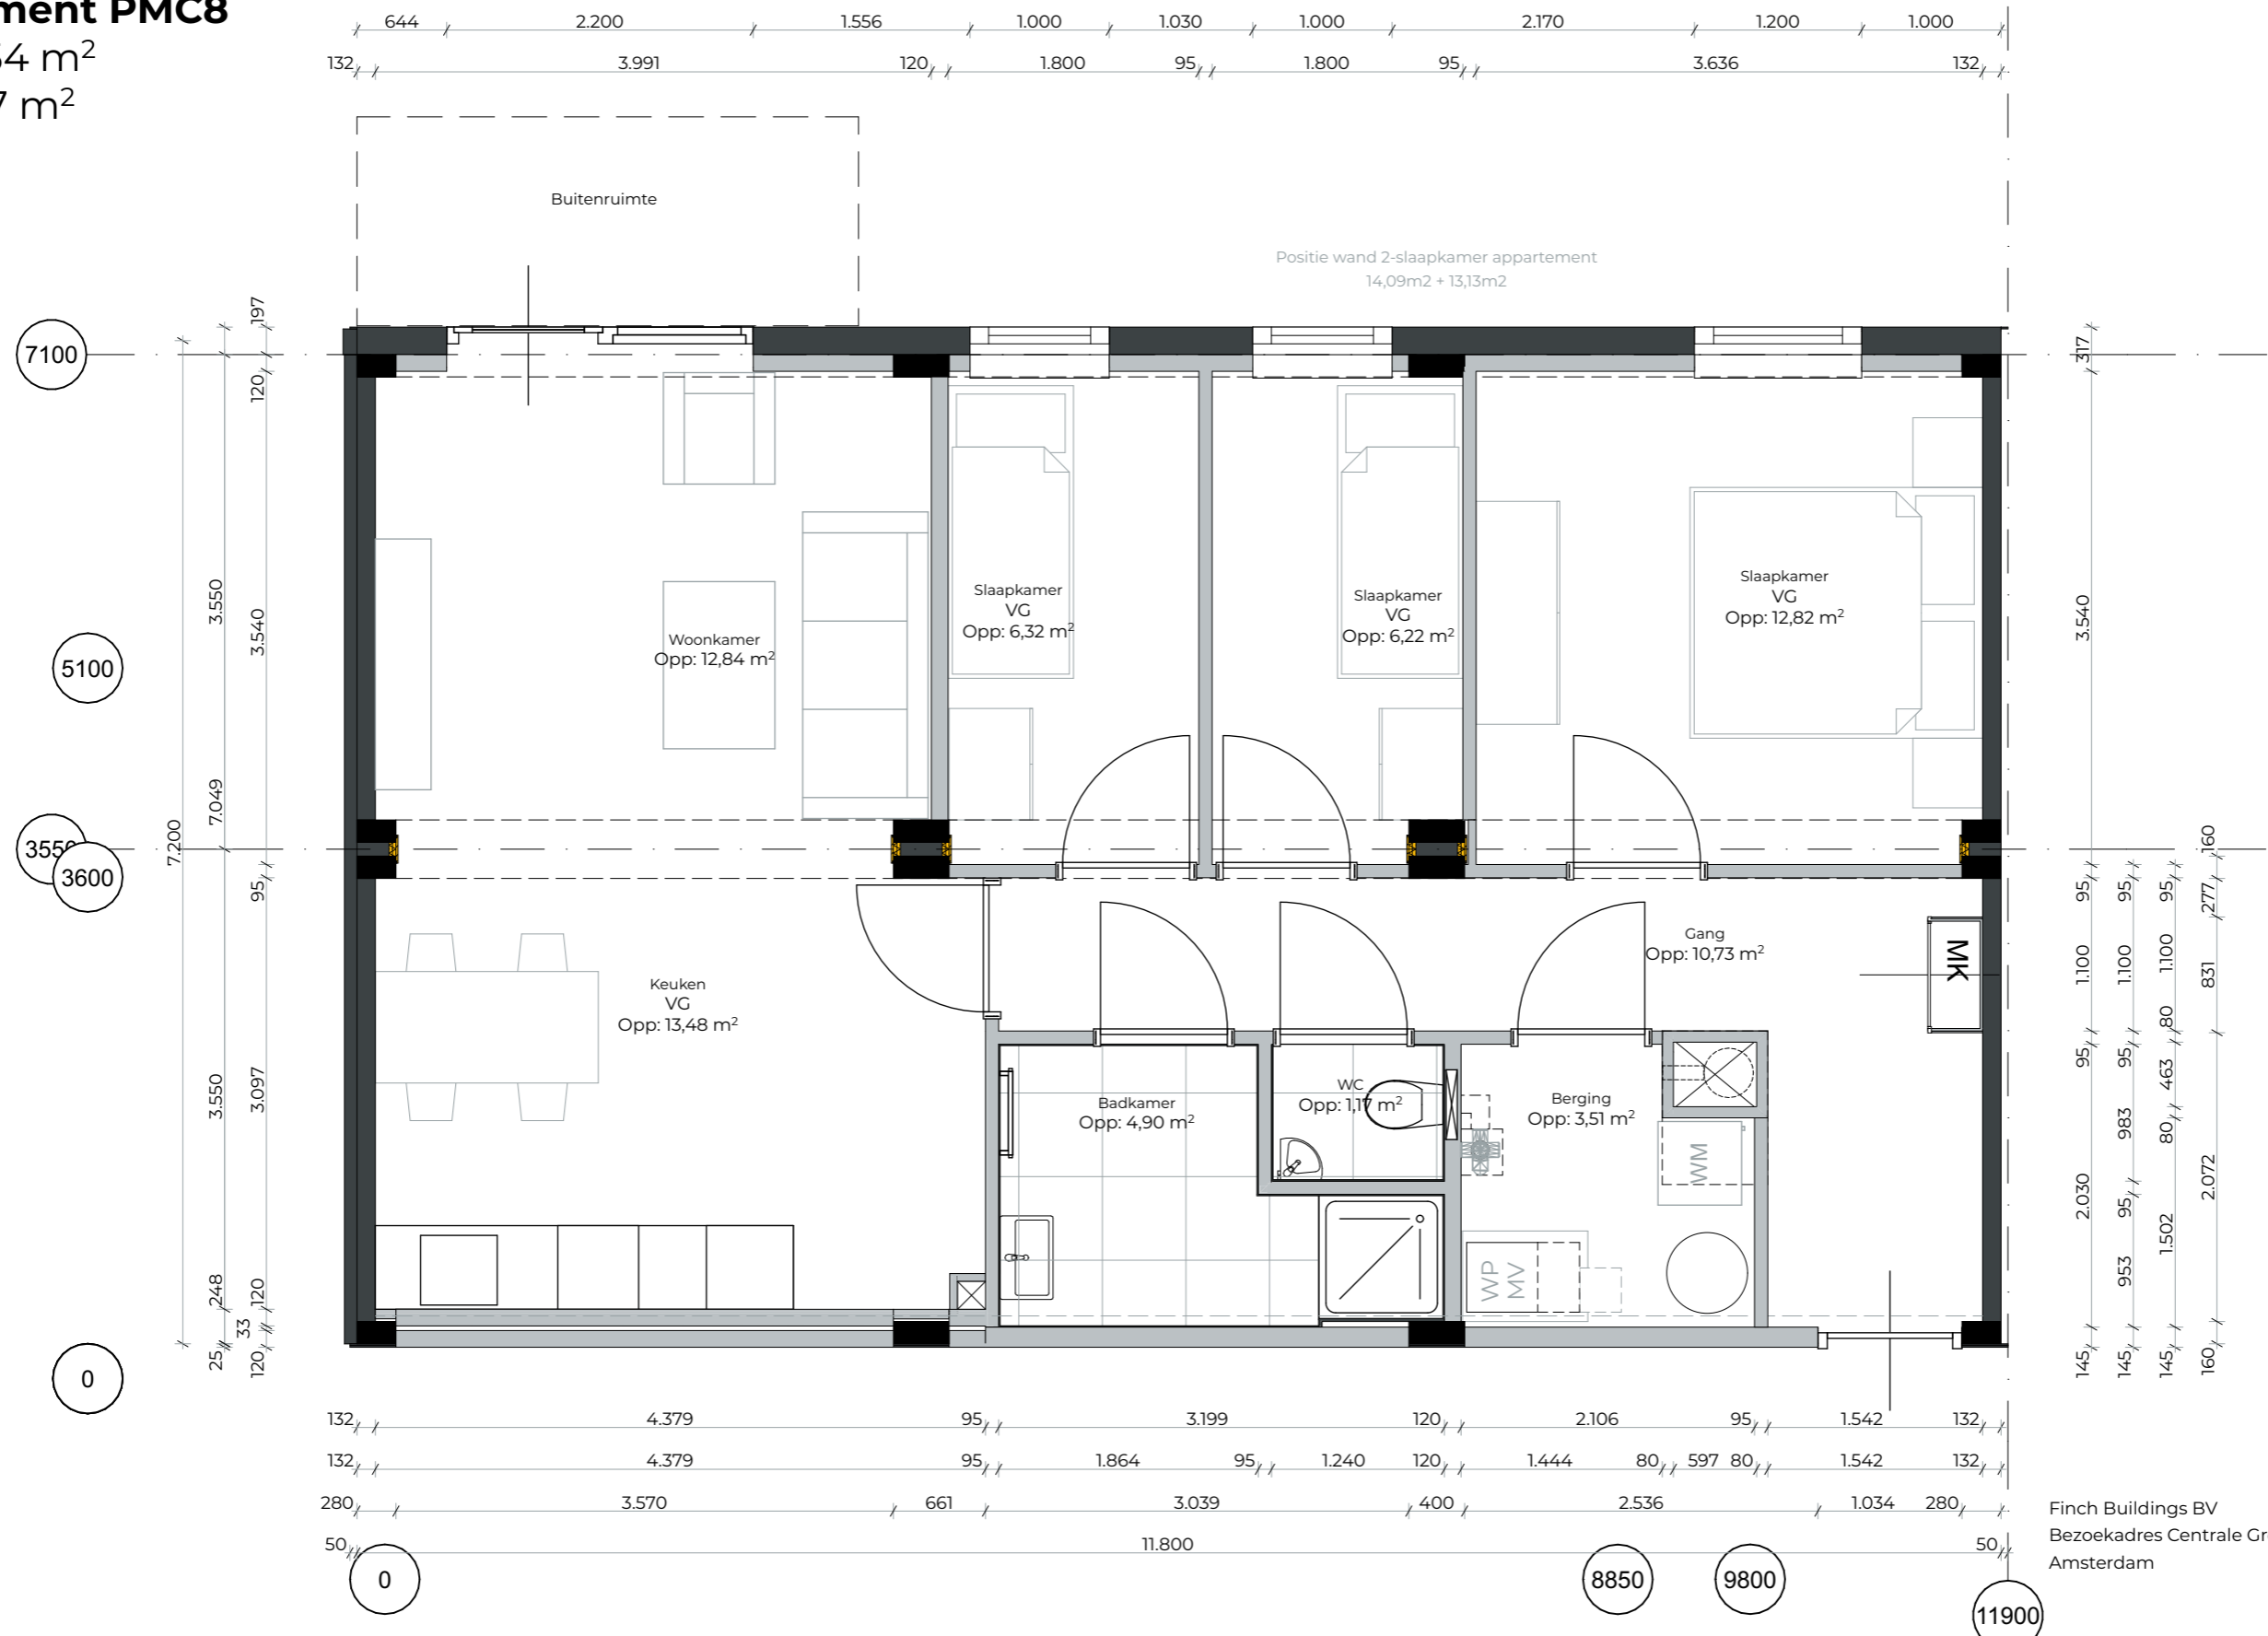 ment PMC8
64 m²
7 m²
644 2.200 1.556 1.000 1.030 1.000 2.170 1.200 1.000
132 3.991 120 1.800 95 1.800 95 3.636 132
Buitenruimte
Positie wand 2-slaapkamer appartement
14,09m2 + 13,13m2
7100
5100
3550
3600
0
7.200
3.550
7.049
3.550
248
25
197
120
3.540
95
3.097
120
33
120
Woonkamer
Opp: 12,84 m²
Slaapkamer
VG
Opp: 6,32 m²
Slaapkamer
VG
Opp: 6,22 m²
Slaapkamer
VG
Opp: 12,82 m²
Keuken
VG
Opp: 13,48 m²
Gang
Opp: 10,73 m²
MK
Badkamer
Opp: 4,90 m²
WC
Opp: 1,17 m²
Berging
Opp: 3,51 m²
WM
WP
MV
317
3.540
95
1.100
95
2.030
145
95
1.100
95
983
95
953
145
95
1.100
80
463
80
1.502
145
160
277
831
2.072
160
132 4.379 95 3.199 120 2.106 95 1.542 132
132 4.379 95 1.864 95 1.240 120 1.444 80 597 80 1.542 132
280 3.570 661 3.039 400 2.536 1.034 280
50 11.800 50
0 8850 9800 11900
Finch Buildings BV
Bezoekadres Centrale Gr
Amsterdam